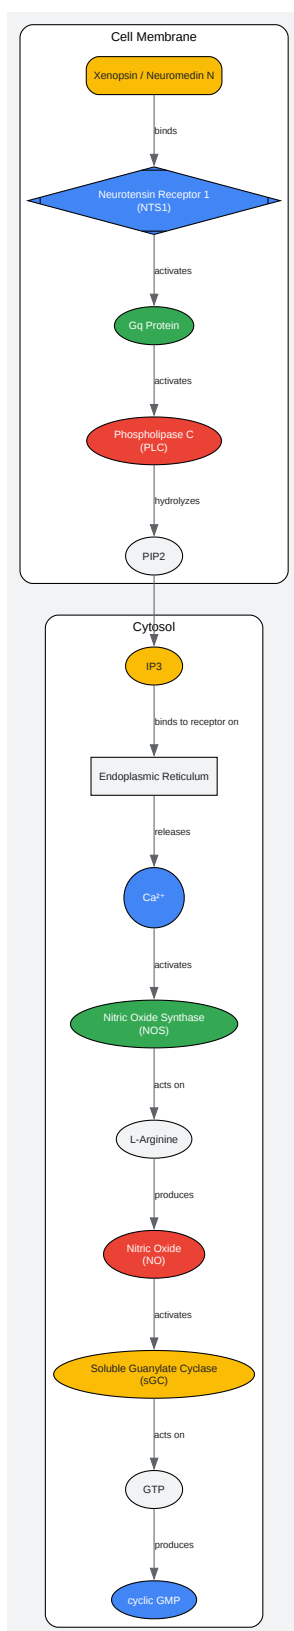 Cell Membrane
Xenopsin / Neuromedin N
binds
Neurotensin Receptor 1
(NTS1)
activates
Gq Protein
activates
Phospholipase C
(PLC)
hydrolyzes
PIP2
Cytosol
IP3
binds to receptor on
Endoplasmic Reticulum
releases
Ca²⁺
activates
Nitric Oxide Synthase
(NOS)
acts on
L-Arginine
produces
Nitric Oxide
(NO)
activates
Soluble Guanylate Cyclase
(sGC)
acts on
GTP
produces
cyclic GMP